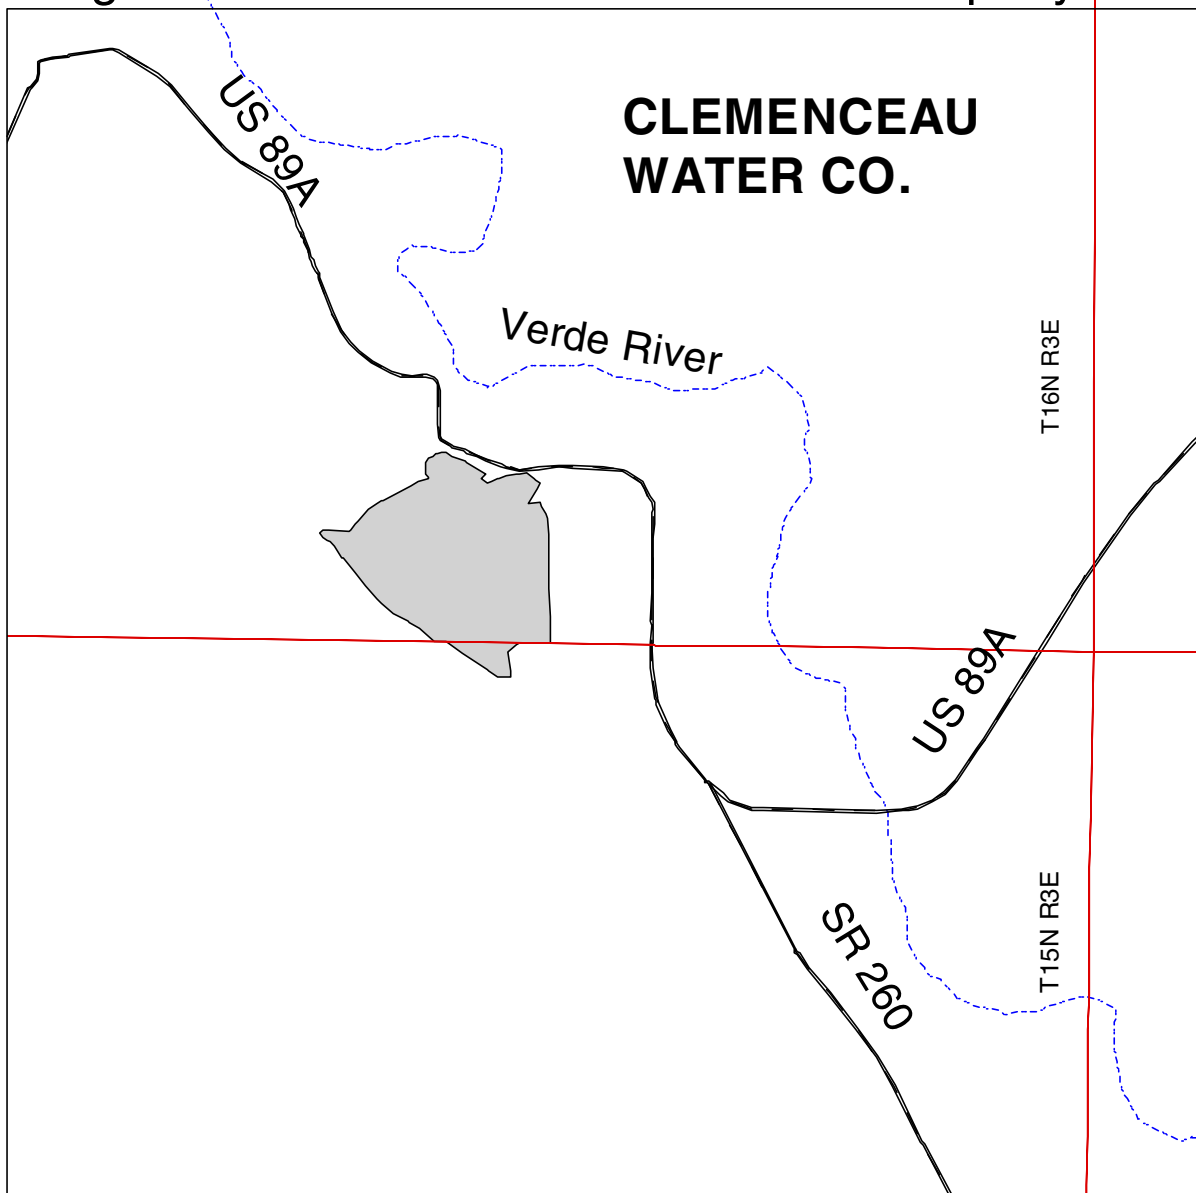 US 89A
CLEMENCEAU
WATER CO.
Verde River
T16N R3E
US 89A
T15N R3E
SR 260